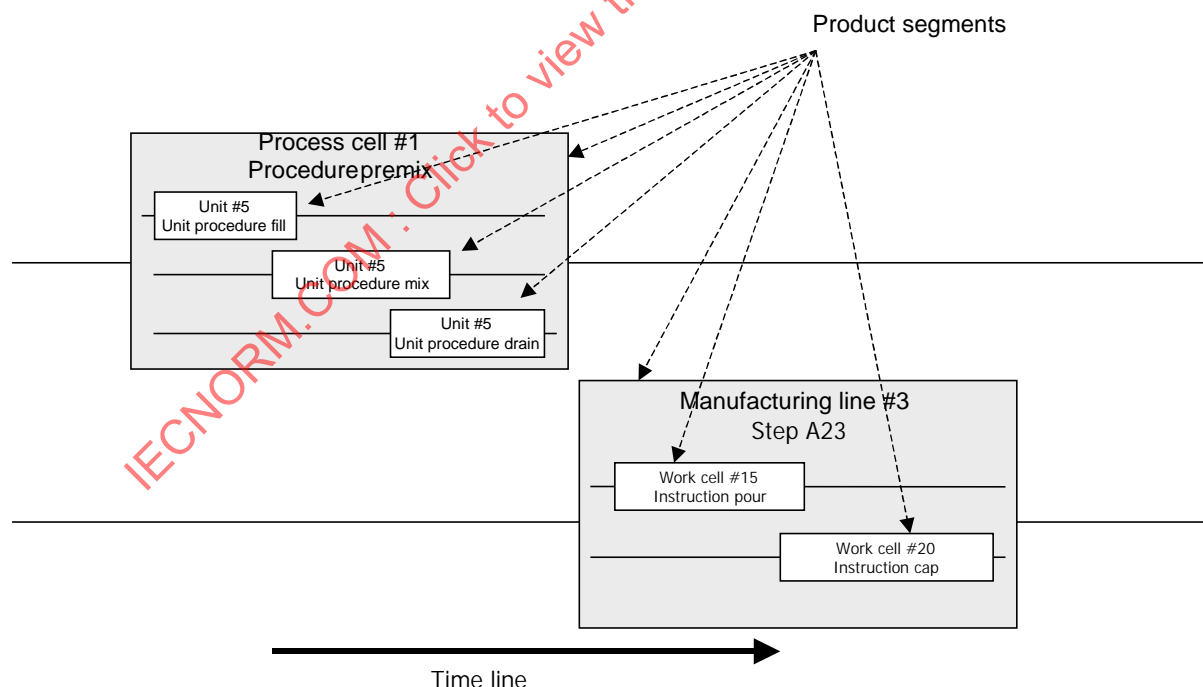 Product segments
Process cell #1
Procedure premix
Unit #5
Unit procedure fill
Unit #5
Unit procedure mix
Unit #5
Unit procedure drain
Manufacturing line #3
Step A23
Work cell #15
Instruction pour
Work cell #20
Instruction cap
Time line
IECNORM.COM : Click to view th